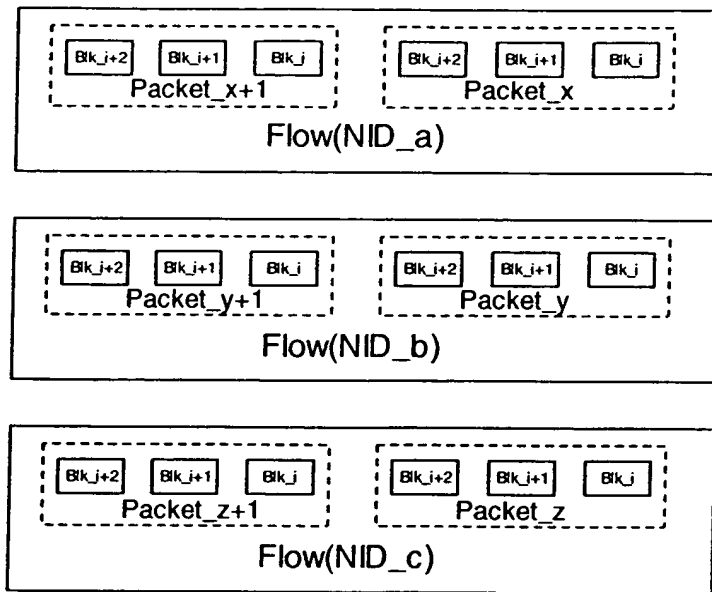 Blk_i+2 Blk_i+1 Blk_i Blk_i+2 Blk_i+1 Blk_i
Packet_x+1 Packet_x
Flow(NID_a)
Blk_i+2 Blk_i+1 Blk_i Blk_i+2 Blk_i+1 Blk_i
Packet_y+1 Packet_y
Flow(NID_b)
Blk_i+2 Blk_i+1 Blk_i Blk_i+2 Blk_i+1 Blk_i
Packet_z+1 Packet_z
Flow(NID_c)